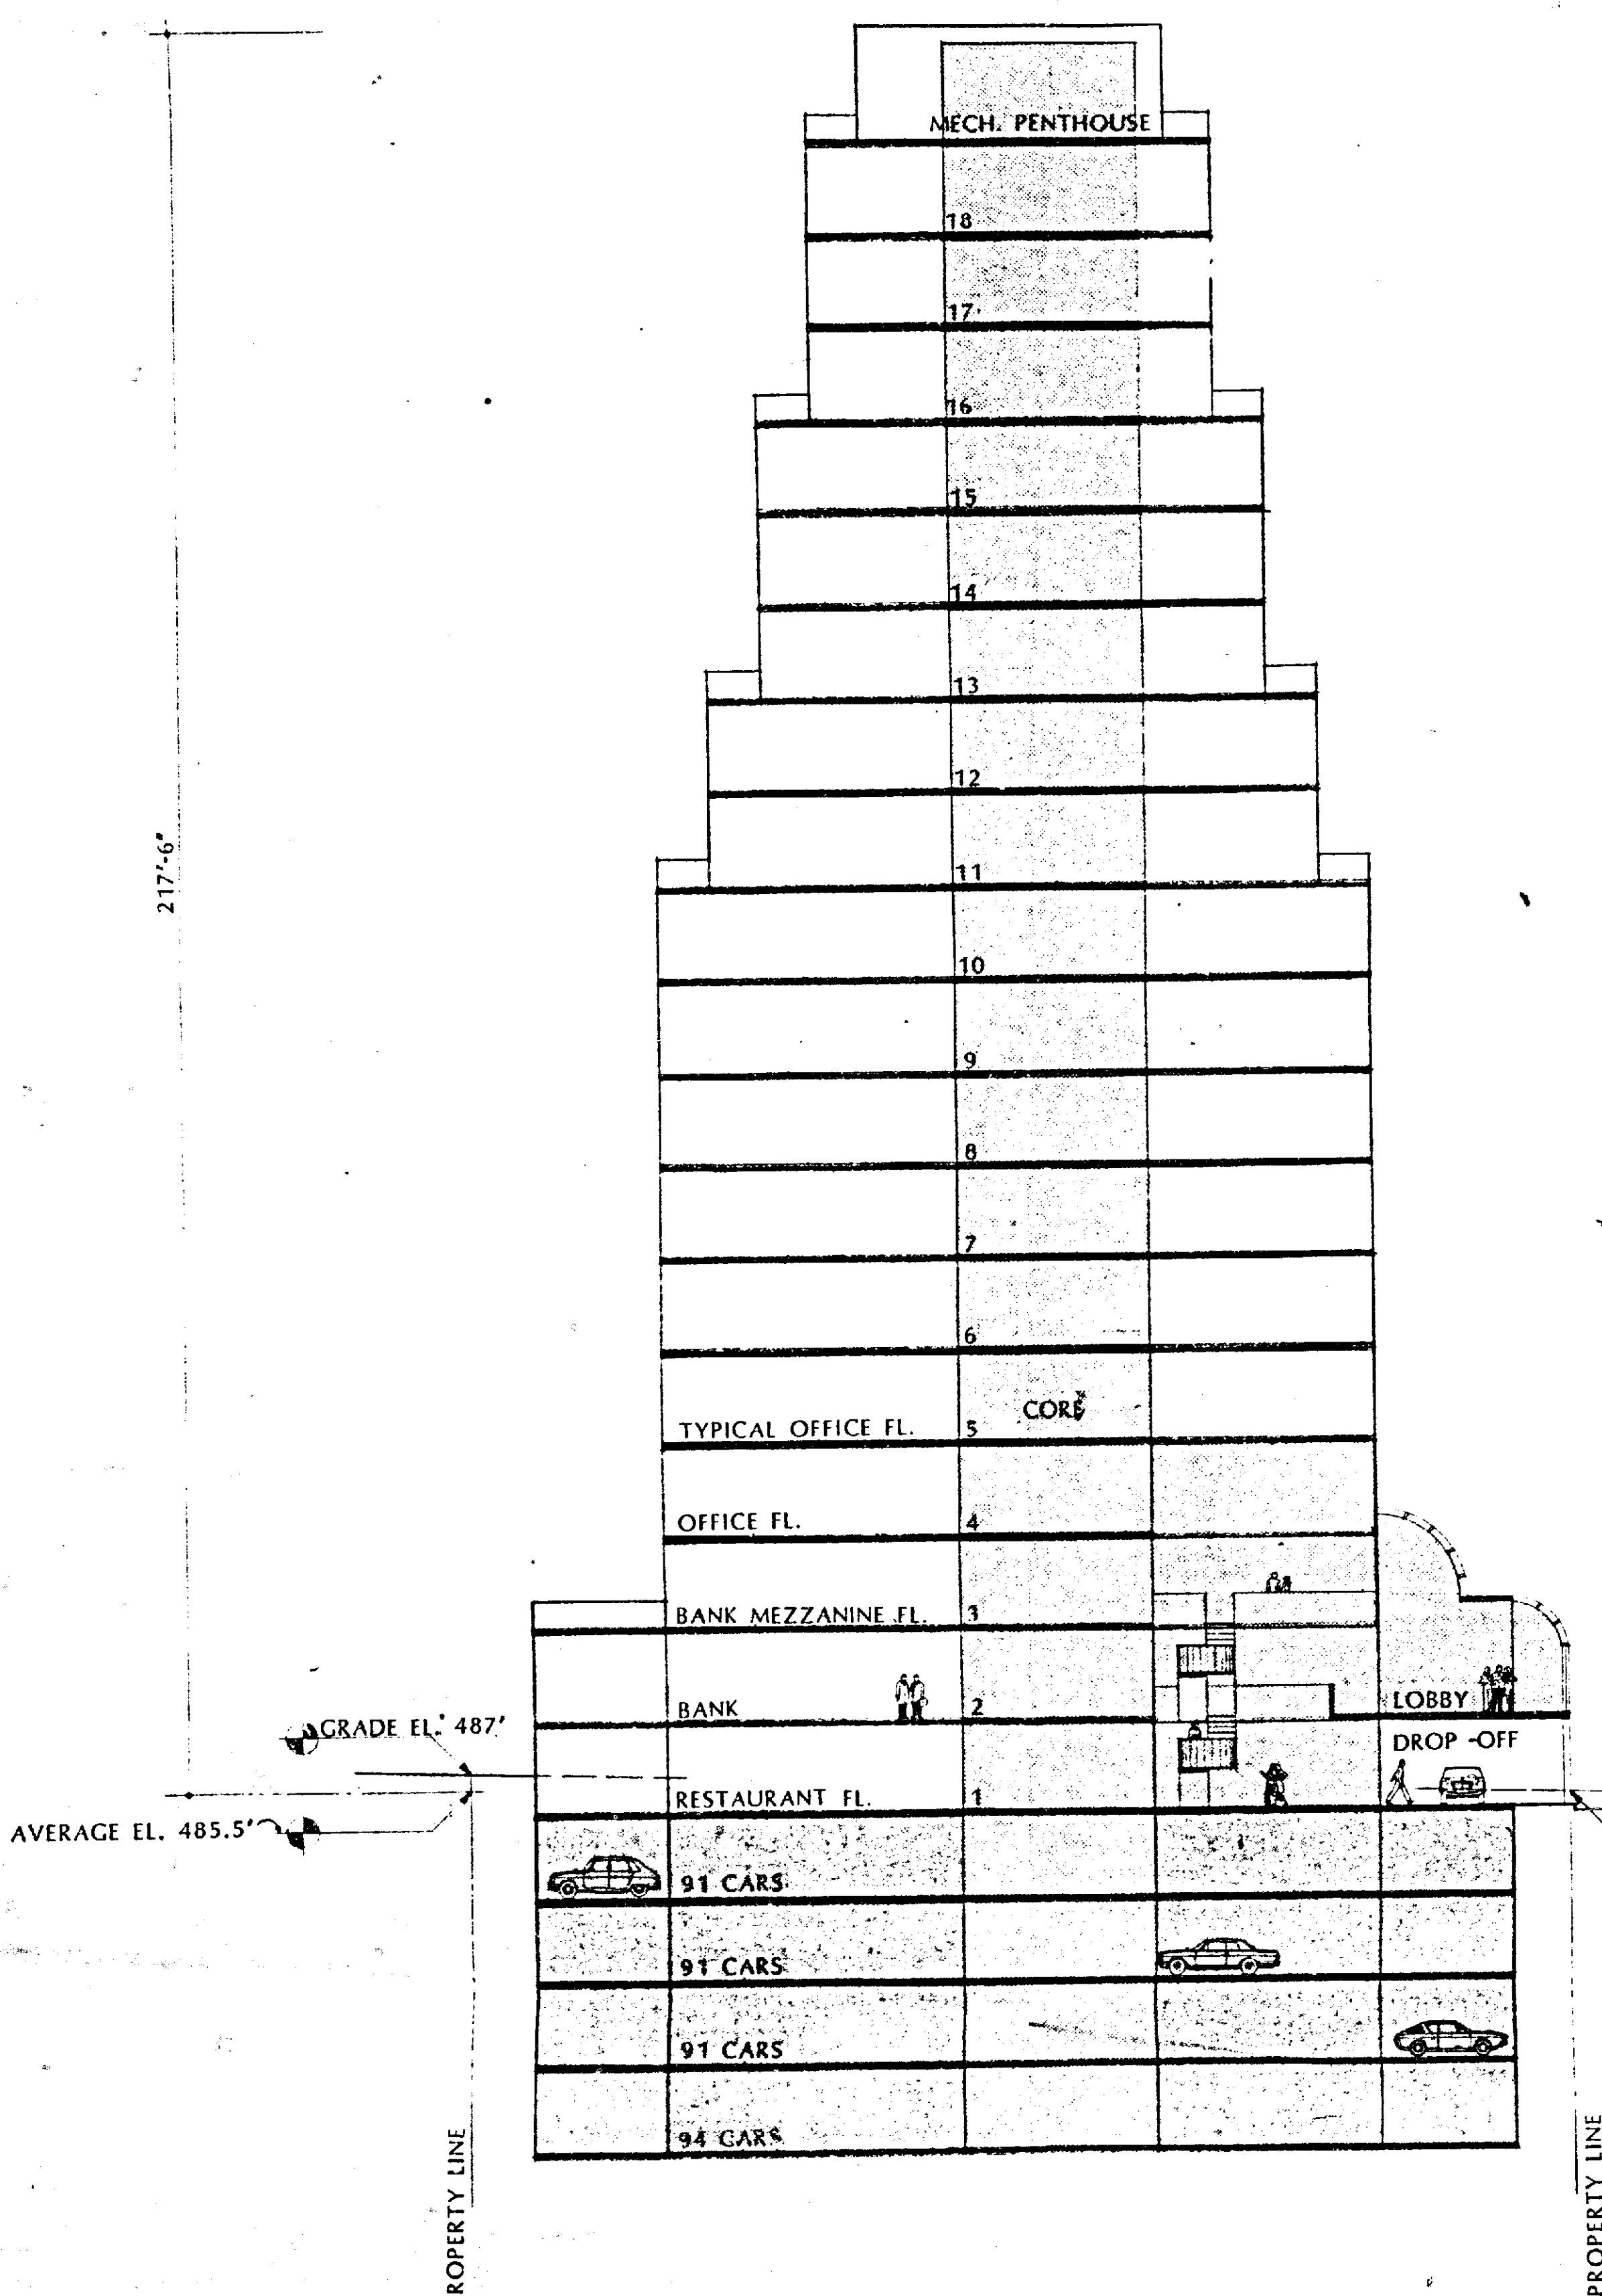 MECH. PENTHOUSE
18
17
16
15
14
13
12
217'-6"
11
10
9
8
7
6
CORE
TYPICAL OFFICE FL. 5
OFFICE FL. 4
BANK MEZZANINE FL. 3
BANK 2 LOBBY
GRADE EL. 487'
DROP-OFF
RESTAURANT FL. 1
AVERAGE EL. 485.5'
91 CARS
91 CARS
91 CARS
94 CARS
ROPERTY LINE
PROPERTY LINE